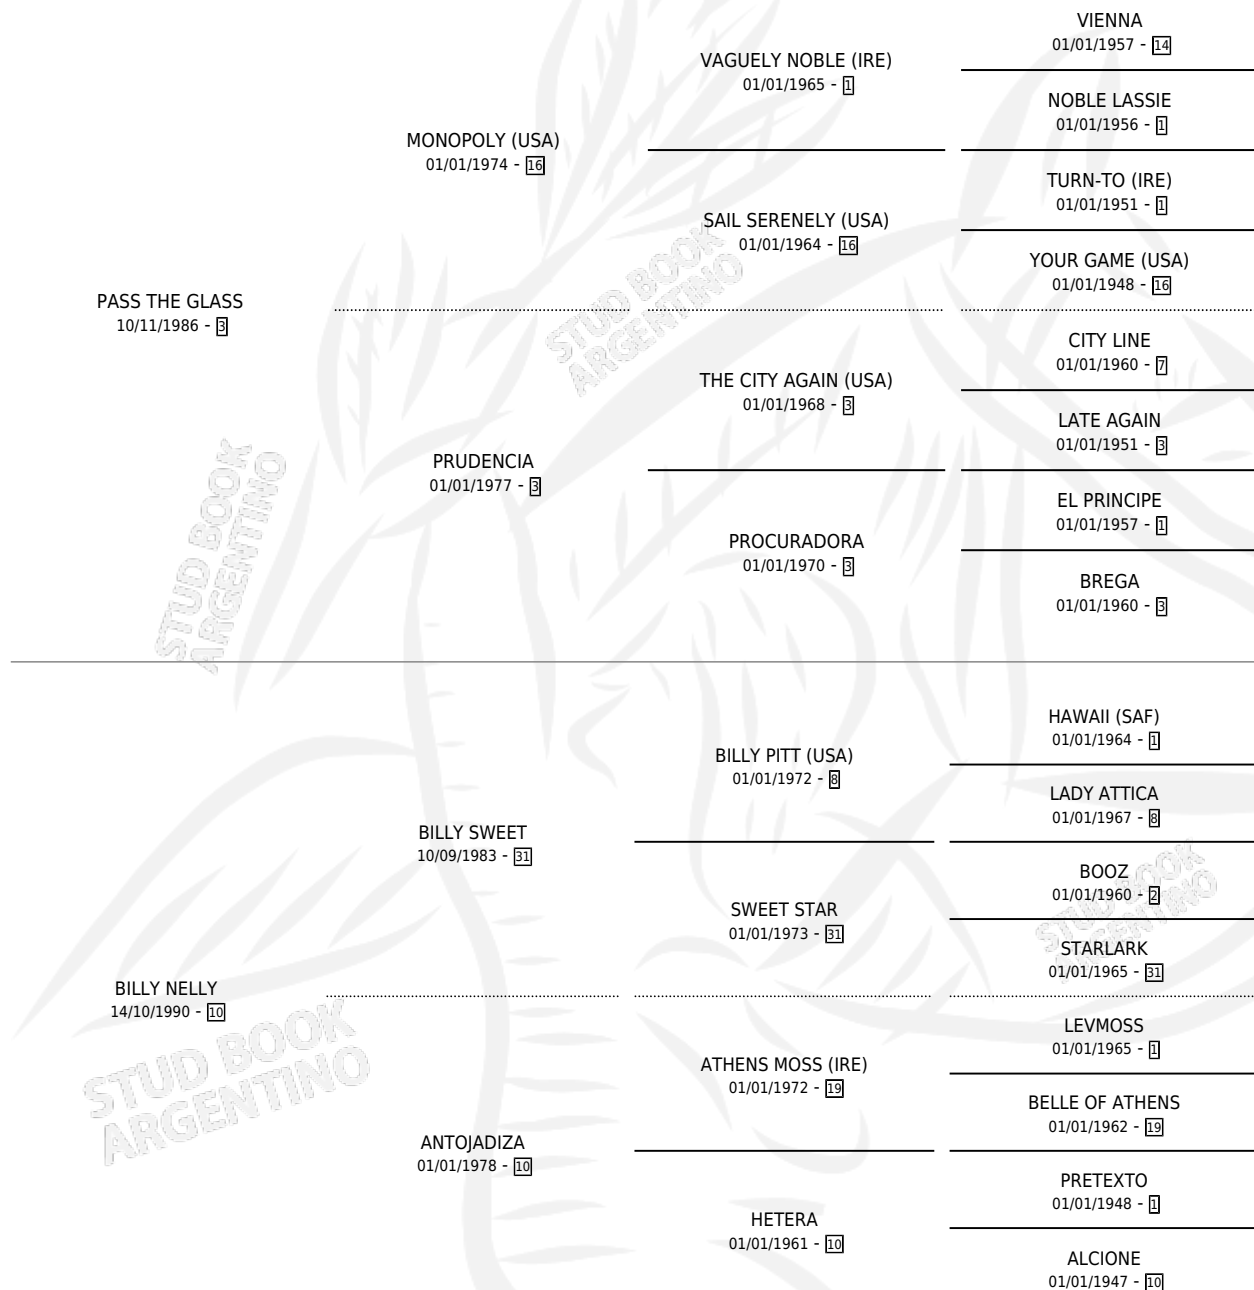 VIENNA
01/01/1957 - 14
VAGUELY NOBLE (IRE)
01/01/1965 - 1
NOBLE LASSIE
01/01/1956 - 1
MONOPOLY (USA)
01/01/1974 - 16
TURN-TO (IRE)
01/01/1951 - 1
SAIL SERENELY (USA)
01/01/1964 - 16
YOUR GAME (USA)
01/01/1948 - 16
PASS THE GLASS
10/11/1986 - 3
CITY LINE
01/01/1960 - 7
THE CITY AGAIN (USA)
01/01/1968 - 3
LATE AGAIN
01/01/1951 - 3
PRUDENCIA
01/01/1977 - 3
EL PRINCIPE
01/01/1957 - 1
PROCURADORA
01/01/1970 - 3
BREGA
01/01/1960 - 3
HAWAII (SAF)
01/01/1964 - 1
BILLY PITT (USA)
01/01/1972 - 8
LADY ATTICA
01/01/1967 - 8
BILLY SWEET
10/09/1983 - 31
BOOZ
01/01/1960 - 2
SWEET STAR
01/01/1973 - 31
STARLARK
01/01/1965 - 31
BILLY NELLY
14/10/1990 - 10
LEVMOSS
01/01/1965 - 1
ATHENS MOSS (IRE)
01/01/1972 - 19
BELLE OF ATHENS
01/01/1962 - 19
ANTOJADIZA
01/01/1978 - 10
PRETEXTO
01/01/1948 - 1
HETERA
01/01/1961 - 10
ALCIONE
01/01/1947 - 10
STUD BOOK
ARGENTINO
STUD BOOK
ARGENTINO
STUD BOOK
ARGENTINO
STUD BOOK
ARGENTINO